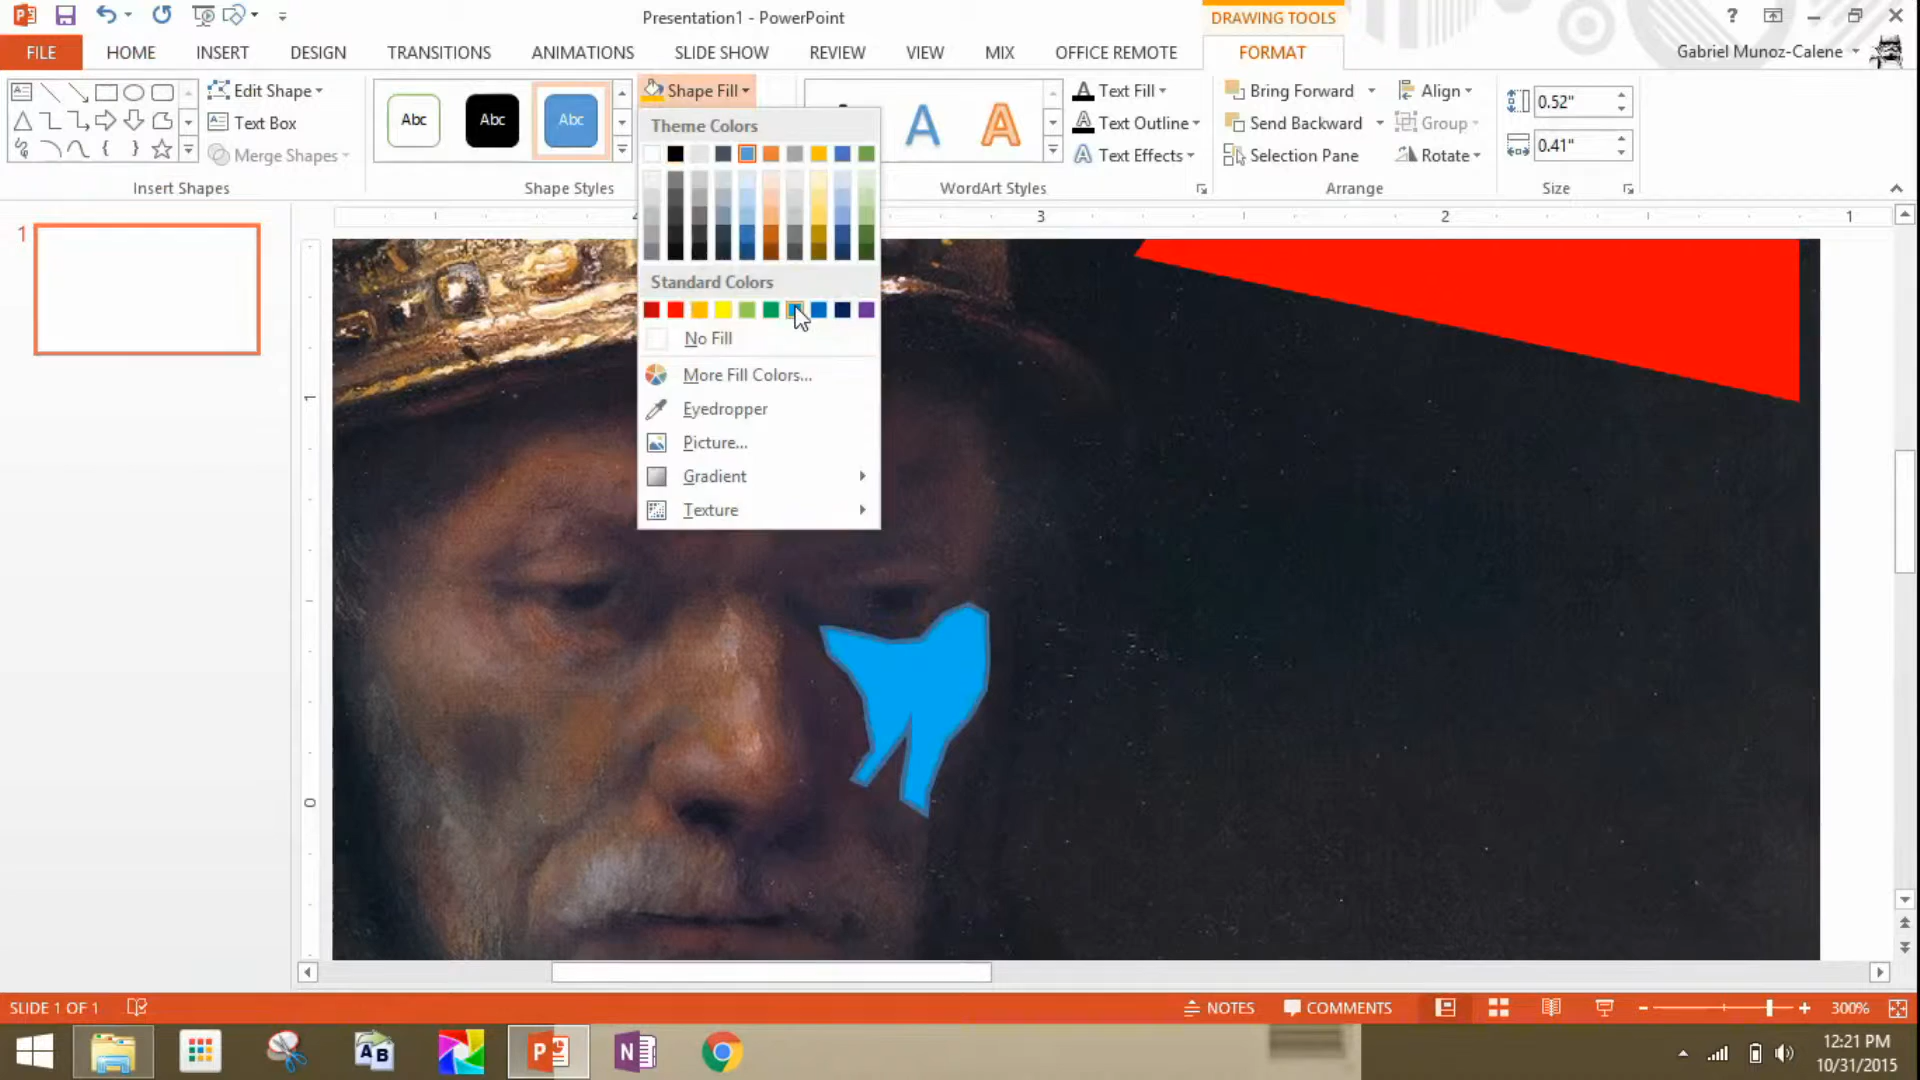 Presentation1 - PowerPoint
DRAWING TOOLS
?
FILE
HOME
INSERT
DESIGN
TRANSITIONS
ANIMATIONS
SLIDE SHOW
REVIEW
VIEW
MIX
OFFICE REMOTE
FORMAT
Gabriel Munoz-Calene
Edit Shape
Text Box
Merge Shapes
Insert Shapes
Abc
Abc
Abc
Shape Styles
Shape Fill
Theme Colors
Standard Colors
No Fill
More Fill Colors...
Eyedropper
Picture...
Gradient
Texture
A
A
WordArt Styles
Text Fill
Text Outline
Text Effects
Bring Forward
Send Backward
Selection Pane
Align
Group
Rotate
Arrange
0.52"
0.41"
Size
3
2
1
1
1
0
SLIDE 1 OF 1
NOTES
COMMENTS
300%
AB
P
N
12:21 PM
10/31/2015